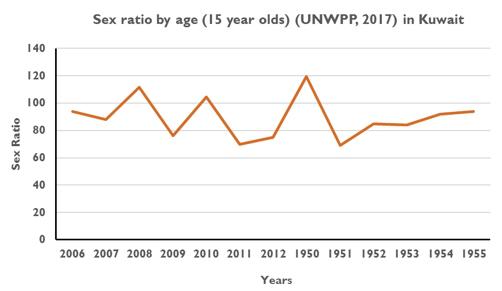 Sex ratio by age (15 year olds) (UNWPP, 2017) in Kuwait
140
120
100
80
60
40
20
0
Sex Ratio
2006 2007 2008 2009 2010 2011 2012 1950 1951 1952 1953 1954 1955
Years